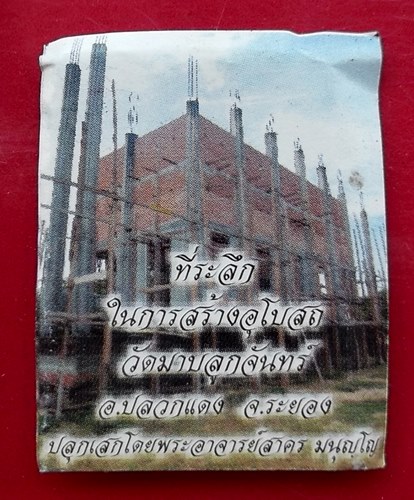 ที่ระลึก
ในการสร้างอุโบสถ
วัดมาบลูกจันทร์
อ.ปลวกแดง จ.ระยอง
ปลุกเสกโดยพระอาจารย์สาคร มนุญโญ